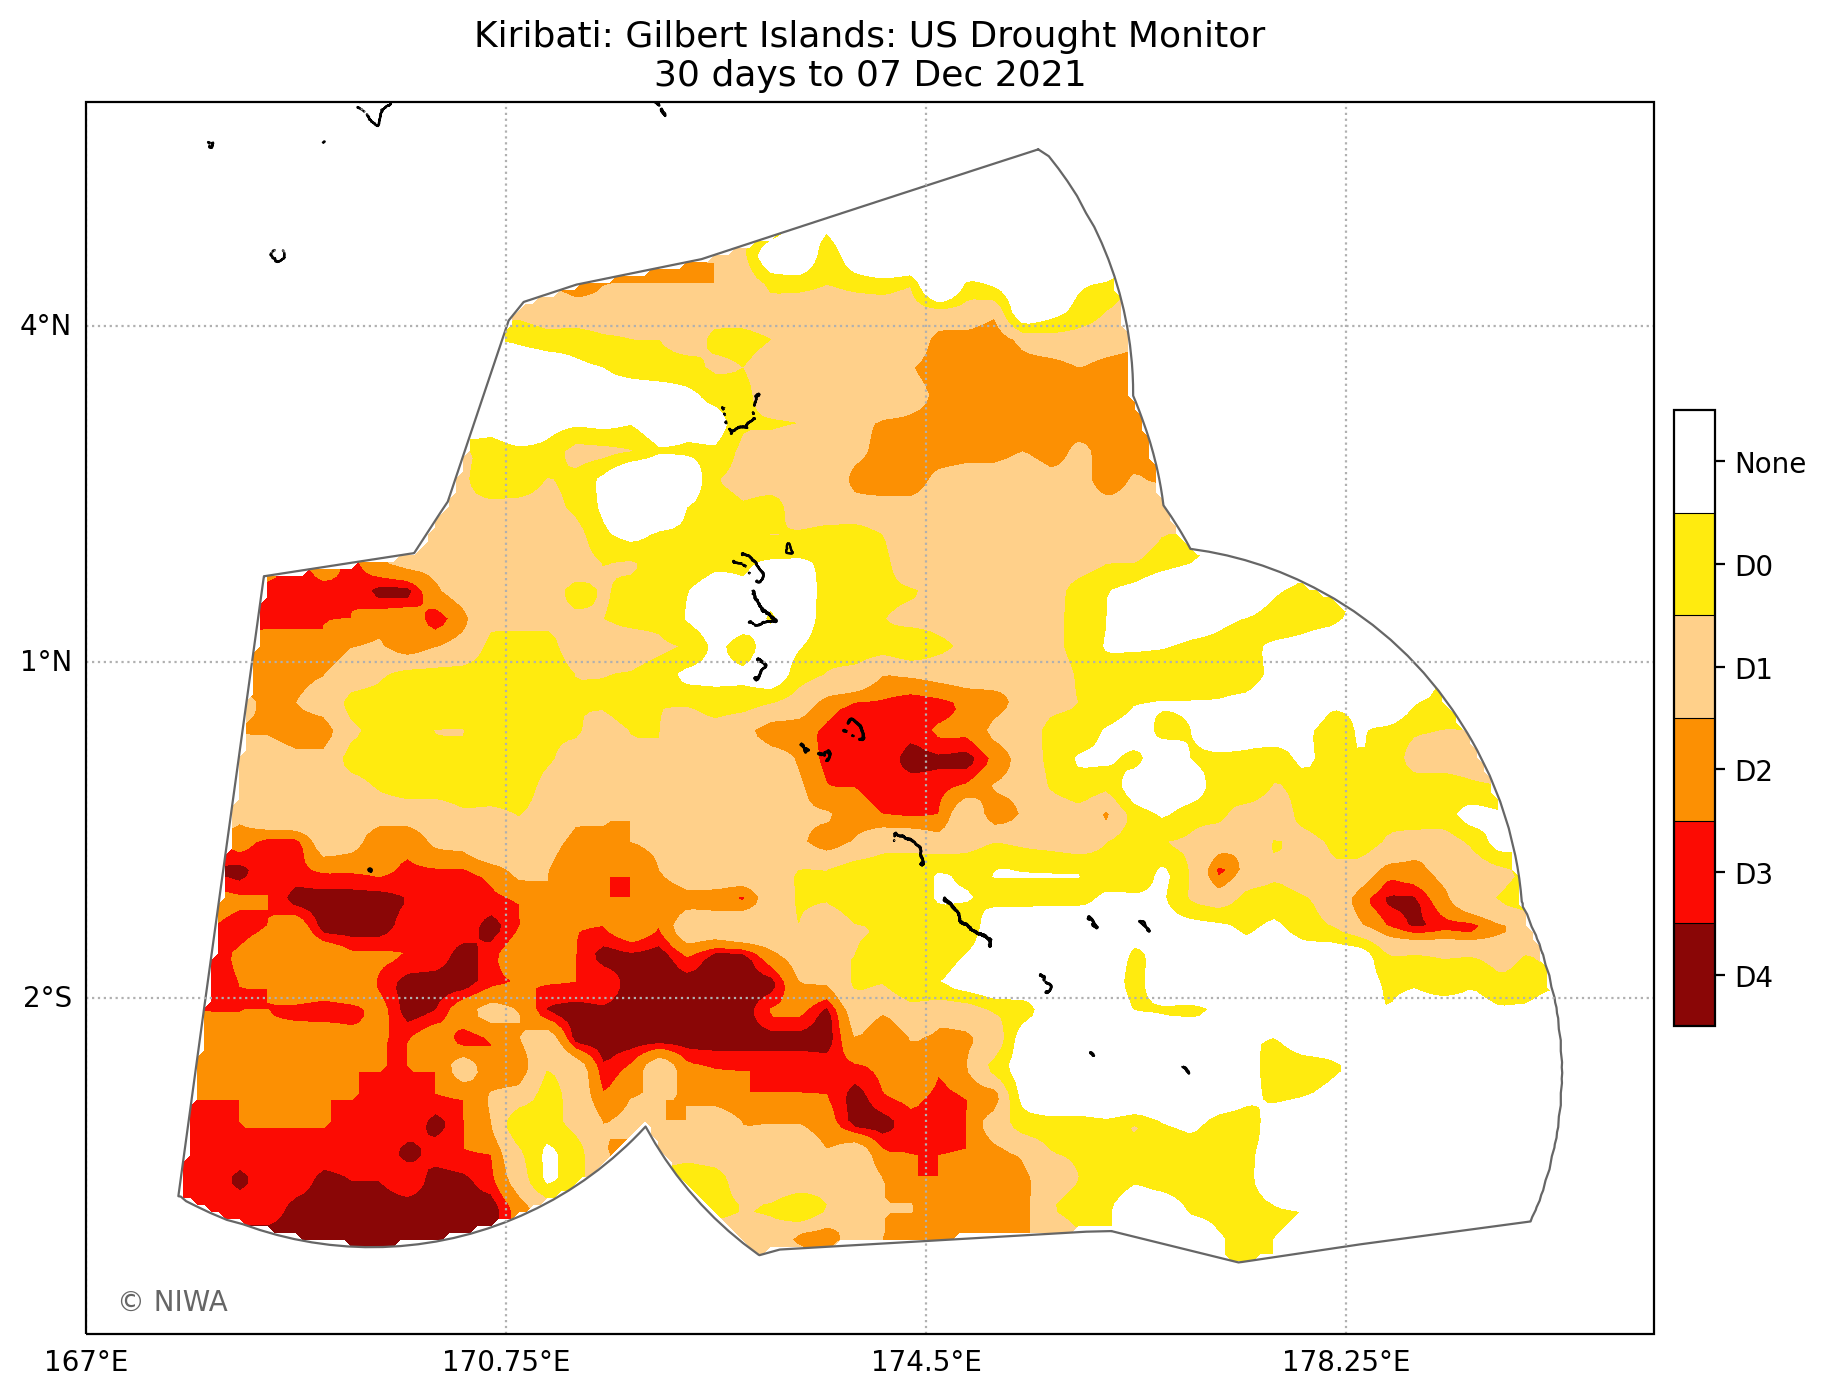 Kiribati: Gilbert Islands: US Drought Monitor
30 days to 07 Dec 2021
4°N
1°N
2°S
167°E
170.75°E
174.5°E
178.25°E
None
D0
D1
D2
D3
D4
© NIWA